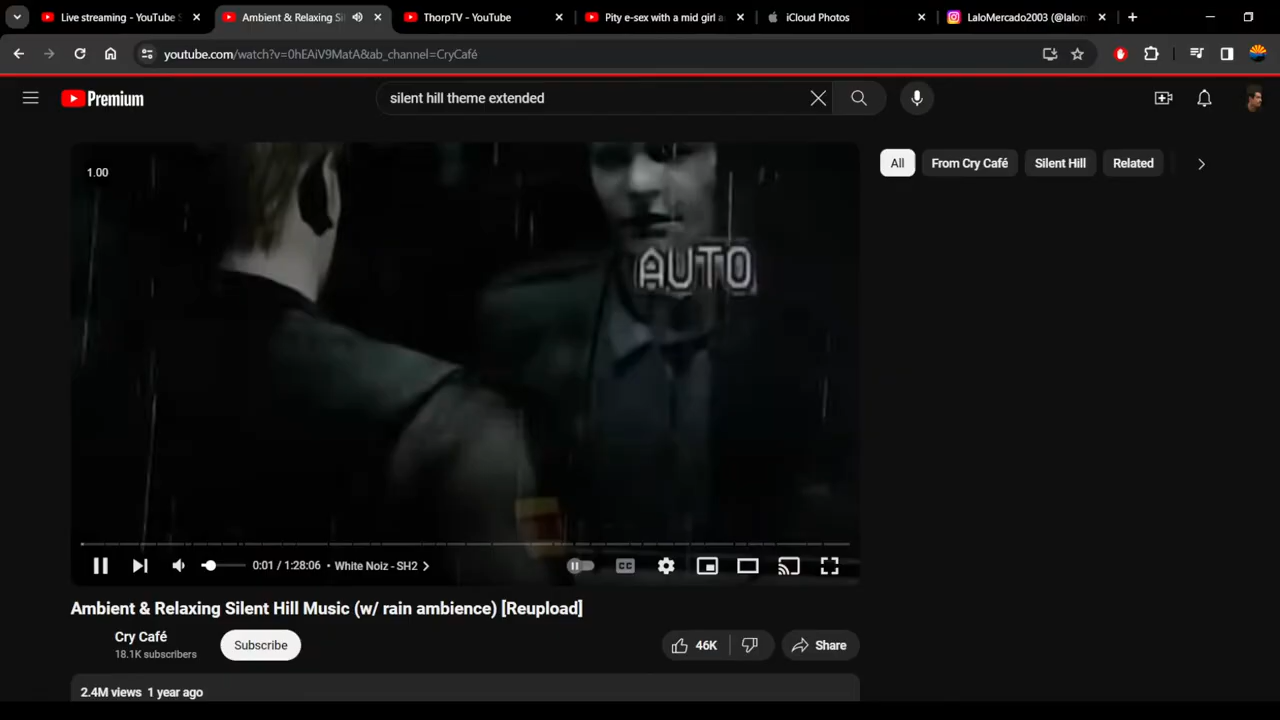 Live streaming - YouTube S
Ambient & Relaxing Sil
ThorpTV - YouTube
Pity e-sex with a mid girl a
iCloud Photos
LaloMercado2003 (@lalom
youtube.com/watch?v=0hEAiV9MatA&ab_channel=CryCafé
Premium
silent hill theme extended
1.00
AUTO
All
From Cry Café
Silent Hill
Related
0:01 / 1:28:06 • White Noiz - SH2
CC
Ambient & Relaxing Silent Hill Music (w/ rain ambience) [Reupload]
Cry Café
18.1K subscribers
Subscribe
46K
Share
2.4M views 1 year ago